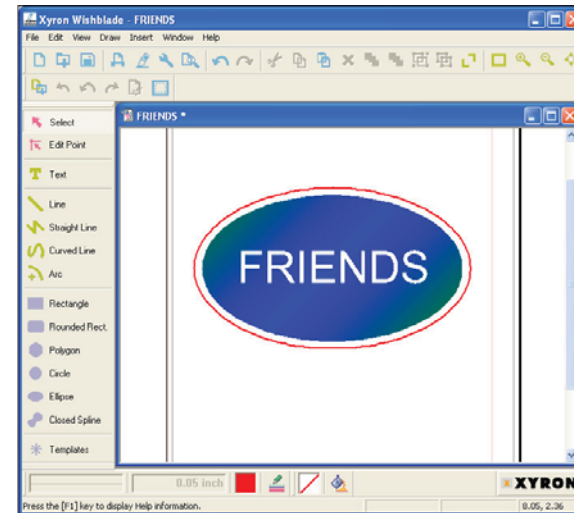 Xyron Wishblade - FRIENDS
File Edit View Draw Insert Window Help
FRIENDS *
Select
Edit Point
Text
Line
Straight Line
Curved Line
Arc
Rectangle
Rounded Rect.
Polygon
Circle
Ellipse
Closed Spline
Templates
FRIENDS
0.05 inch
XYRON
Press the [F1] key to display Help information.
8.05, 2.36